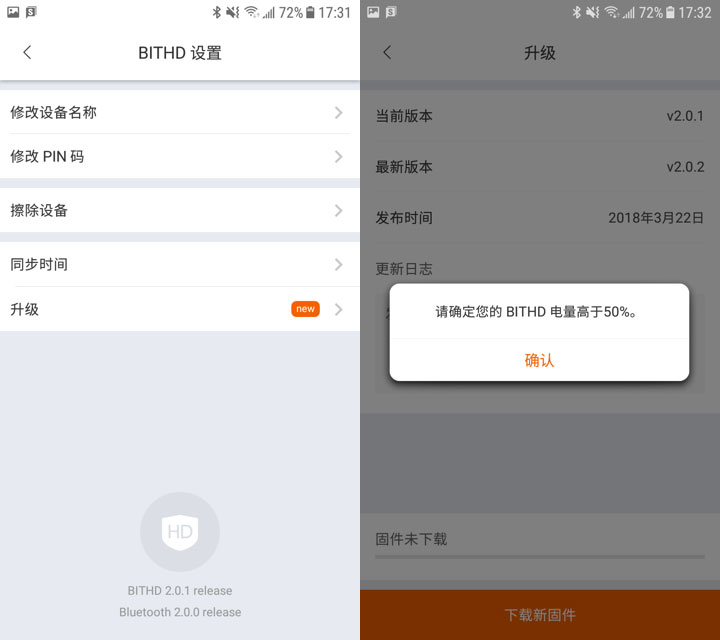 72% 17:31
BITHD 设置
修改设备名称
修改 PIN 码
擦除设备
同步时间
升级 new
HD
BITHD 2.0.1 release
Bluetooth 2.0.0 release
72% 17:32
升级
当前版本 v2.0.1
最新版本 v2.0.2
发布时间 2018年3月22日
更新日志
请确定您的 BITHD 电量高于50%。
确认
固件未下载
下载新固件